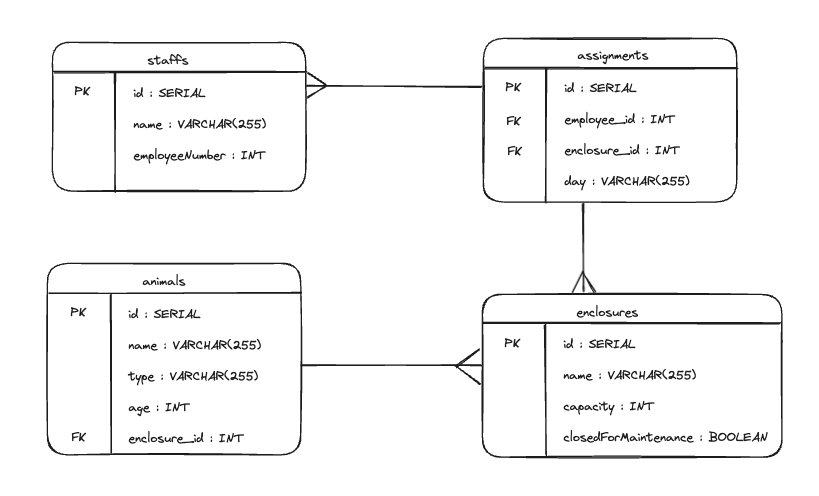 staffs
PK id : SERIAL
name : VARCHAR(255)
employeeNumber : INT
assignments
PK id : SERIAL
FK employee_id : INT
FK enclosure_id : INT
day : VARCHAR(255)
animals
PK id : SERIAL
name : VARCHAR(255)
type : VARCHAR(255)
age : INT
FK enclosure_id : INT
enclosures
PK id : SERIAL
name : VARCHAR(255)
capacity : INT
closedForMaintenance : BOOLEAN